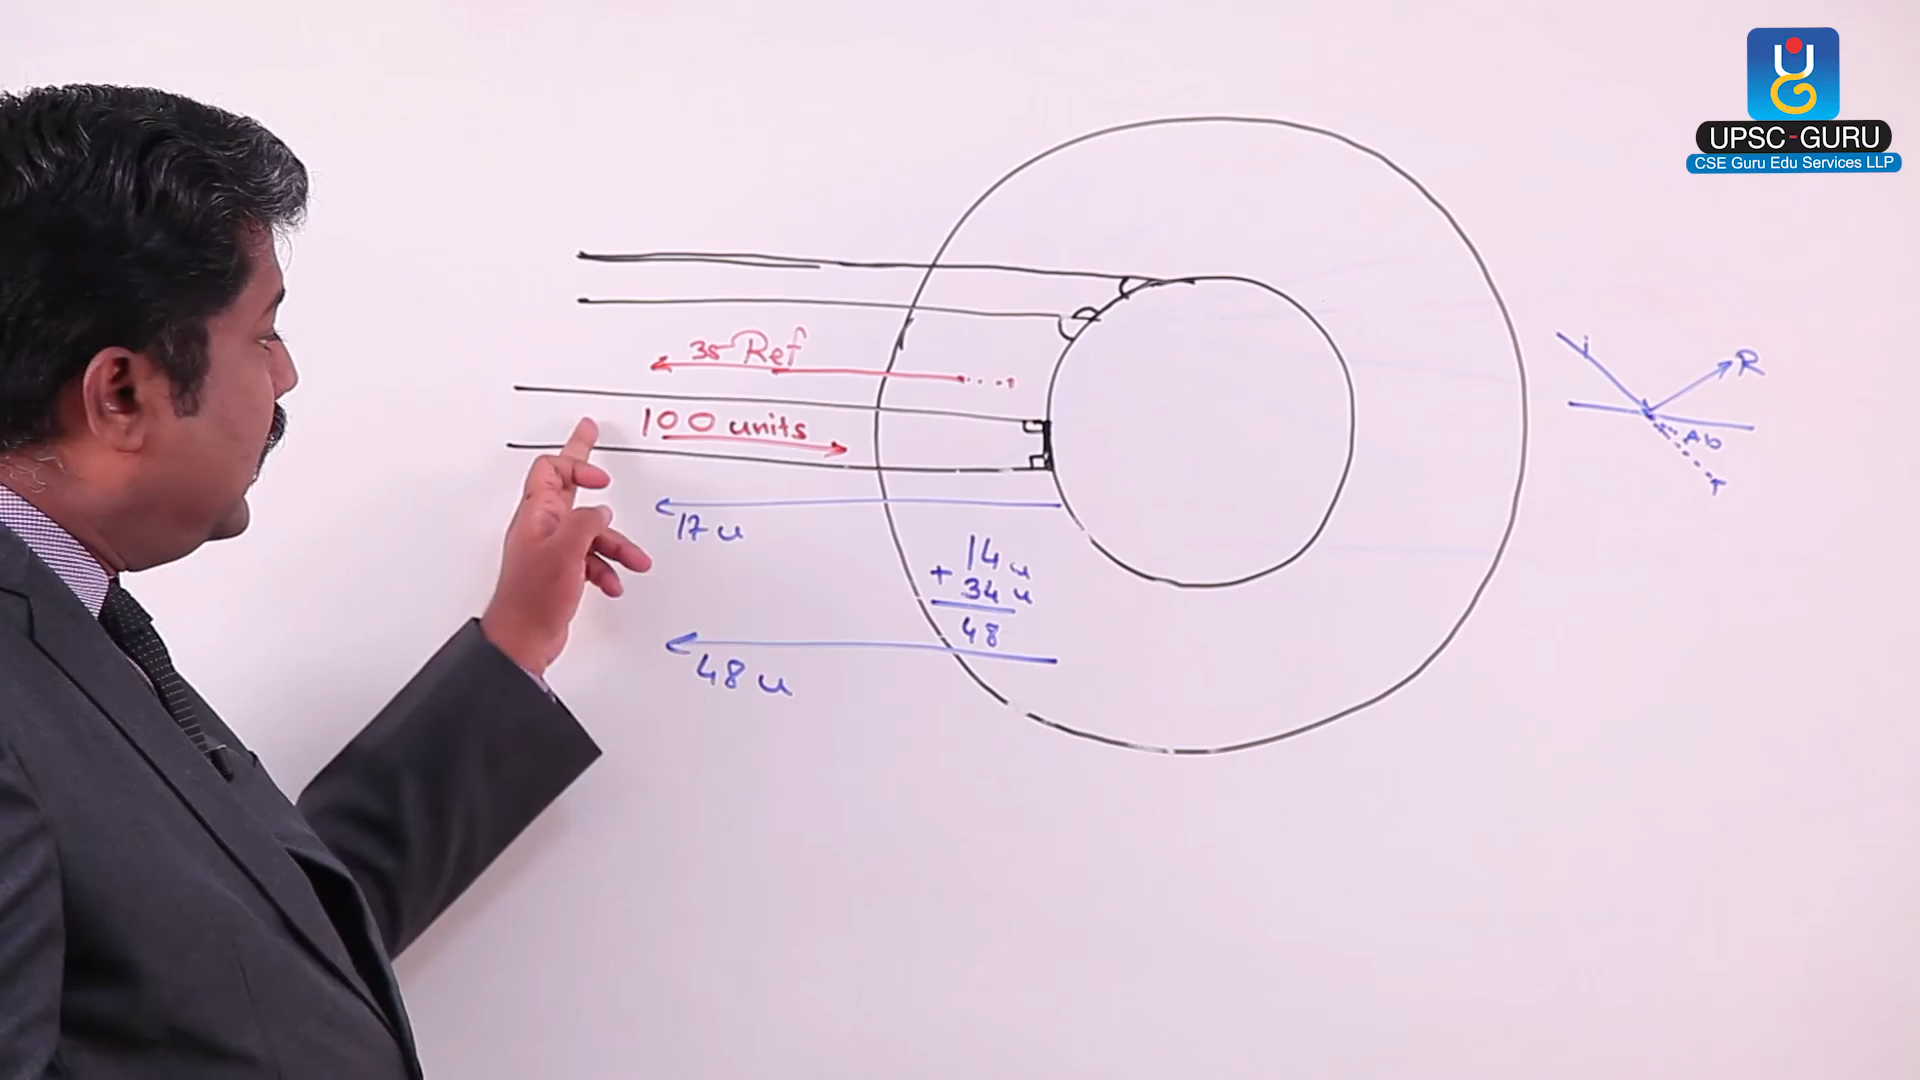 UPSC-GURU
CSE Guru Edu Services LLP
35 Ref
100 units
17 u
14 u
+ 34 u
48
48 u
i
R
Ab
T